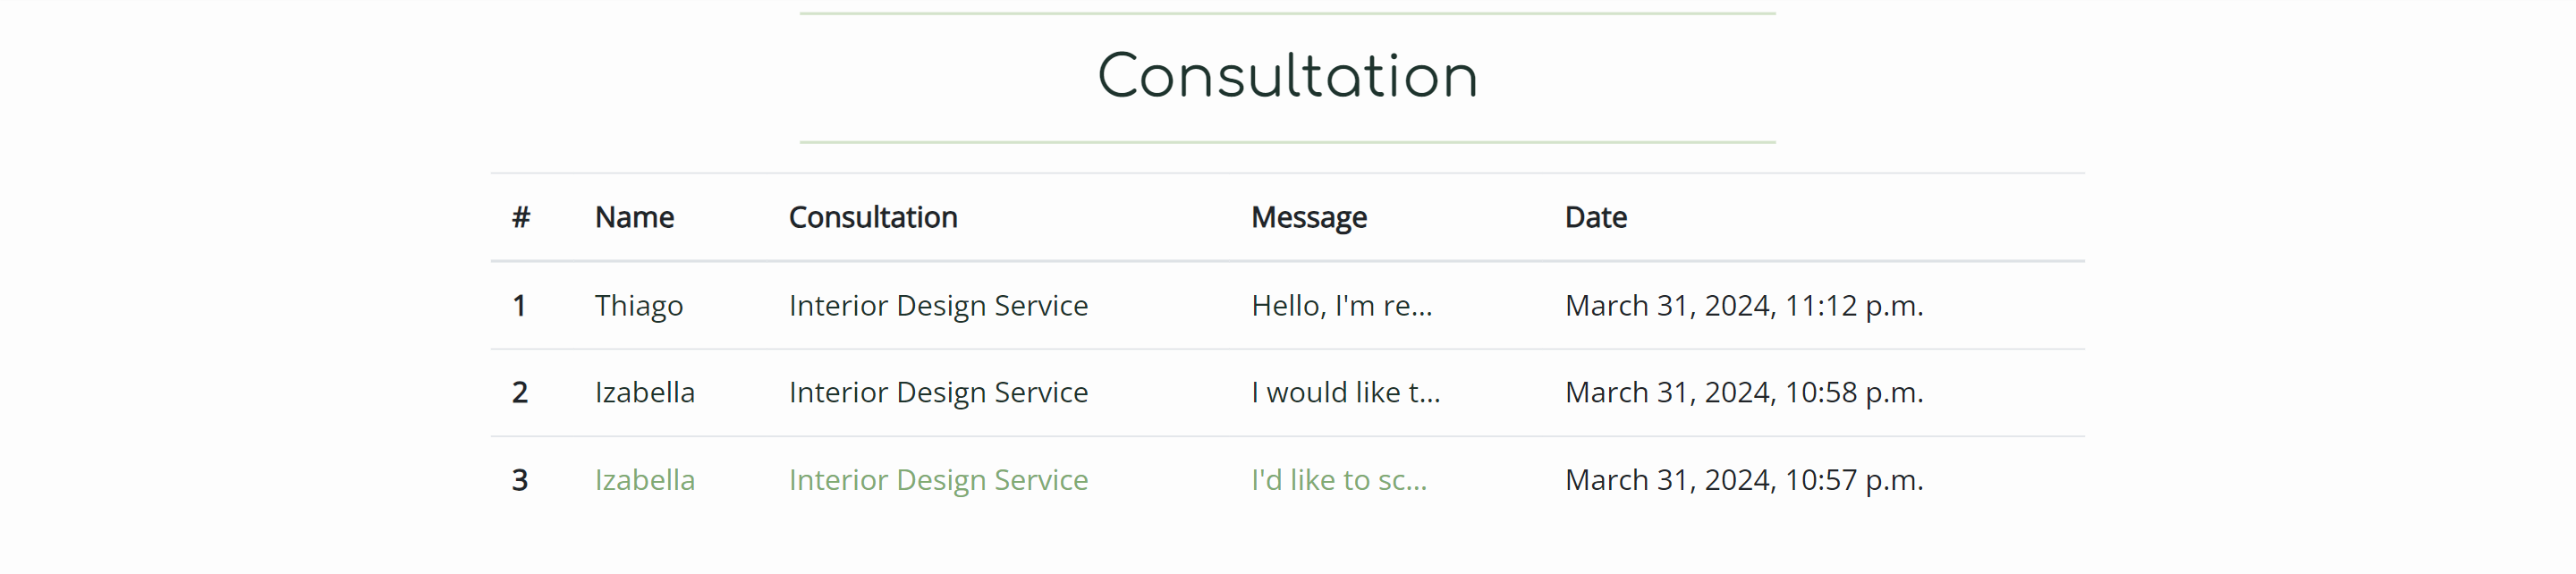 Consultation
# Name Consultation Message Date
1 Thiago Interior Design Service Hello, I'm re... March 31, 2024, 11:12 p.m.
2 Izabella Interior Design Service I would like t... March 31, 2024, 10:58 p.m.
3 Izabella Interior Design Service I'd like to sc... March 31, 2024, 10:57 p.m.